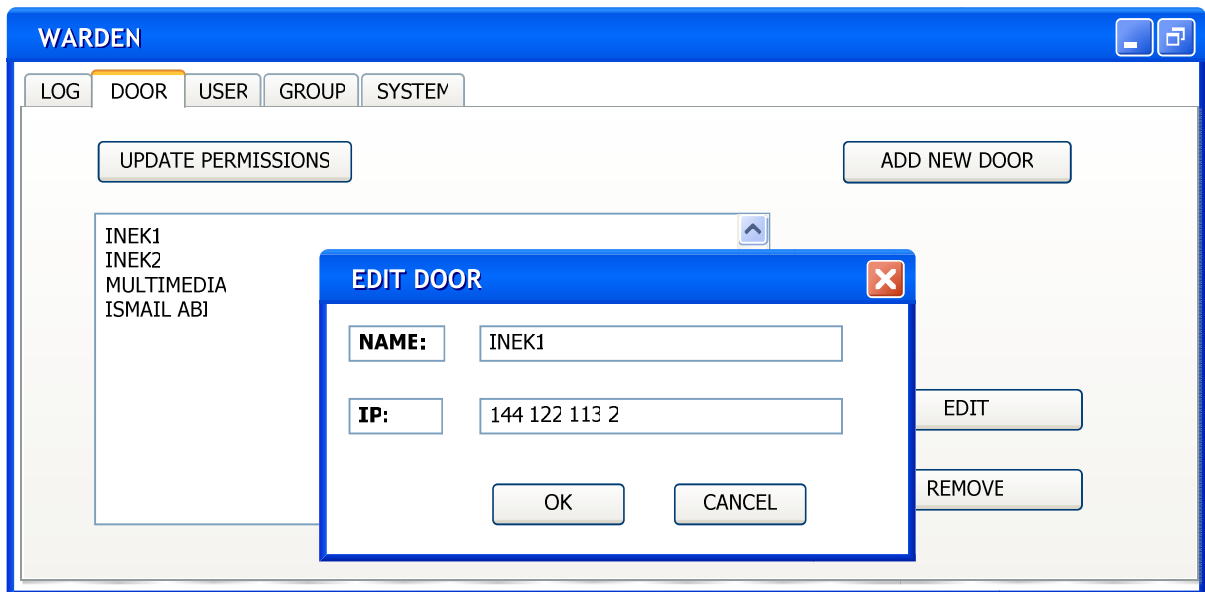 WARDEN
LOG DOOR USER GROUP SYSTEM
UPDATE PERMISSIONS ADD NEW DOOR
INEK1
INEK2
MULTIMEDIA
ISMAIL ABI
EDIT DOOR
NAME: INEK1
IP: 144 122 113 2
EDIT
REMOVE
OK CANCEL